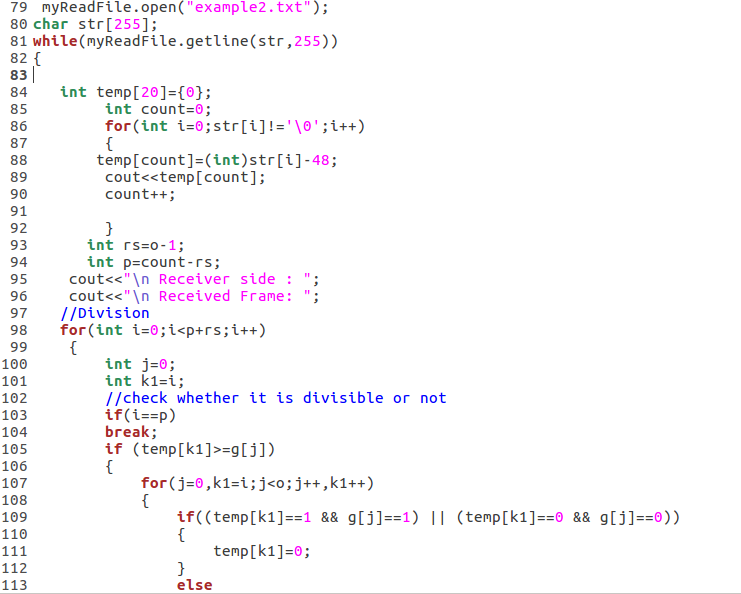 79 myReadFile.open("example2.txt");
80 char str[255];
81 while(myReadFile.getline(str,255))
82 {
83
84 int temp[20]={0};
85 int count=0;
86 for(int i=0;str[i]!='\0';i++)
87 {
88 temp[count]=(int)str[i]-48;
89 cout<<temp[count];
90 count++;
91
92 }
93 int rs=o-1;
94 int p=count-rs;
95 cout<<"\n Receiver side : ";
96 cout<<"\n Received Frame: ";
97 //Division
98 for(int i=0;i<p+rs;i++)
99 {
100 int j=0;
101 int k1=i;
102 //check whether it is divisible or not
103 if(i==p)
104 break;
105 if (temp[k1]>=g[j])
106 {
107 for(j=0,k1=i;j<o;j++,k1++)
108 {
109 if((temp[k1]==1 && g[j]==1) || (temp[k1]==0 && g[j]==0))
110 {
111 temp[k1]=0;
112 }
113 else